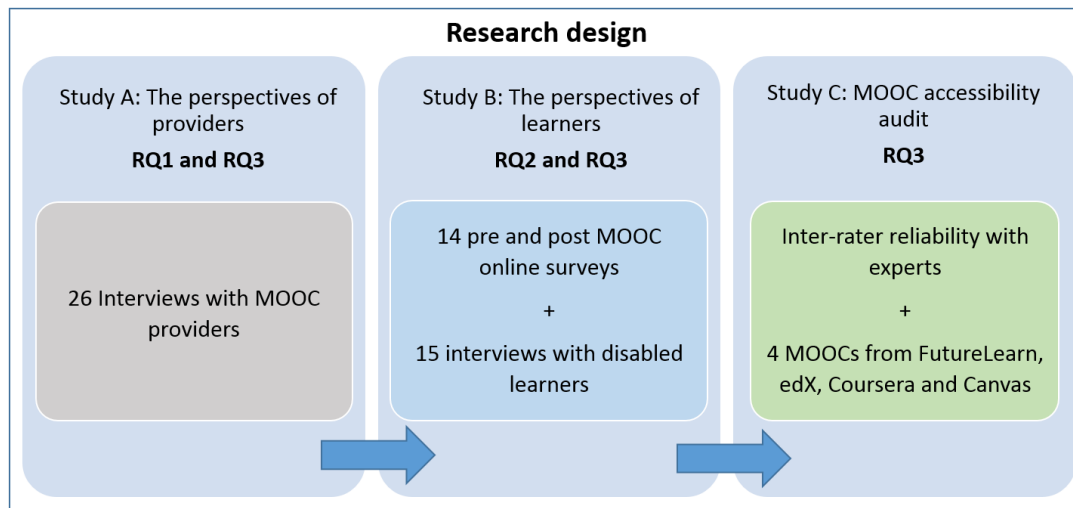 Research design
Study A: The perspectives of
providers
RQ1 and RQ3
26 Interviews with MOOC
providers
Study B: The perspectives of
learners
RQ2 and RQ3
14 pre and post MOOC
online surveys
+
15 interviews with disabled
learners
Study C: MOOC accessibility
audit
RQ3
Inter-rater reliability with
experts
+
4 MOOCs from FutureLearn,
edX, Coursera and Canvas